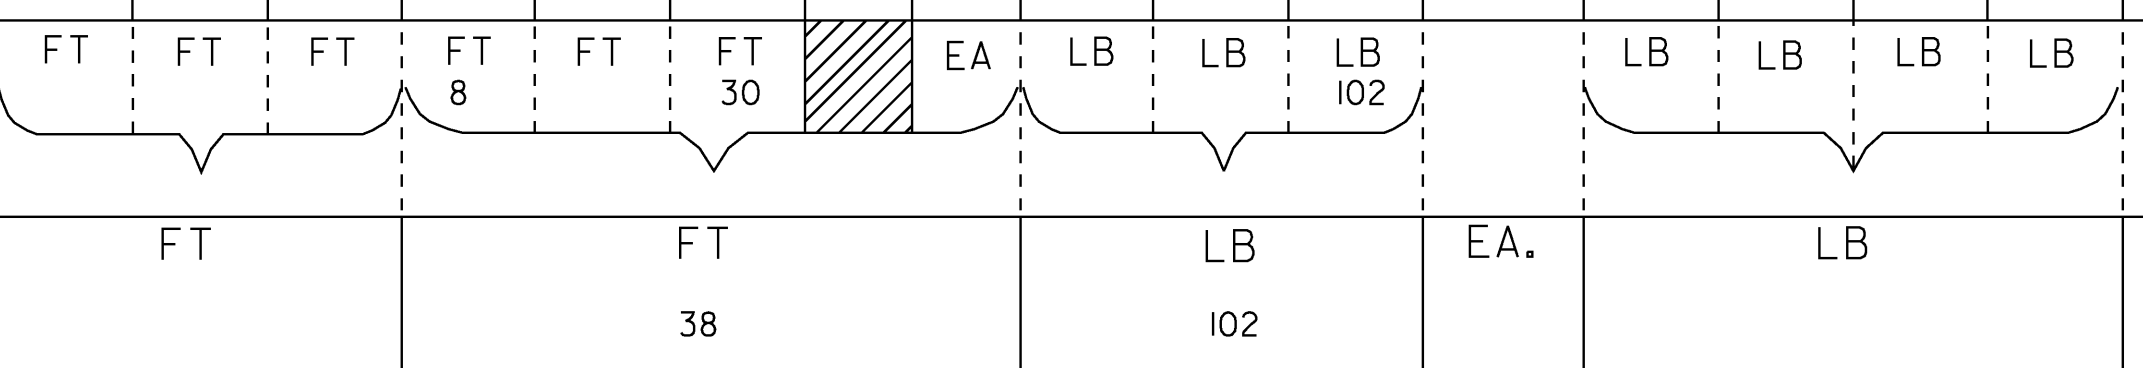 FT FT FT FT FT FT EA LB LB LB LB LB LB LB
8 30 102
FT FT LB EA. LB
38 102